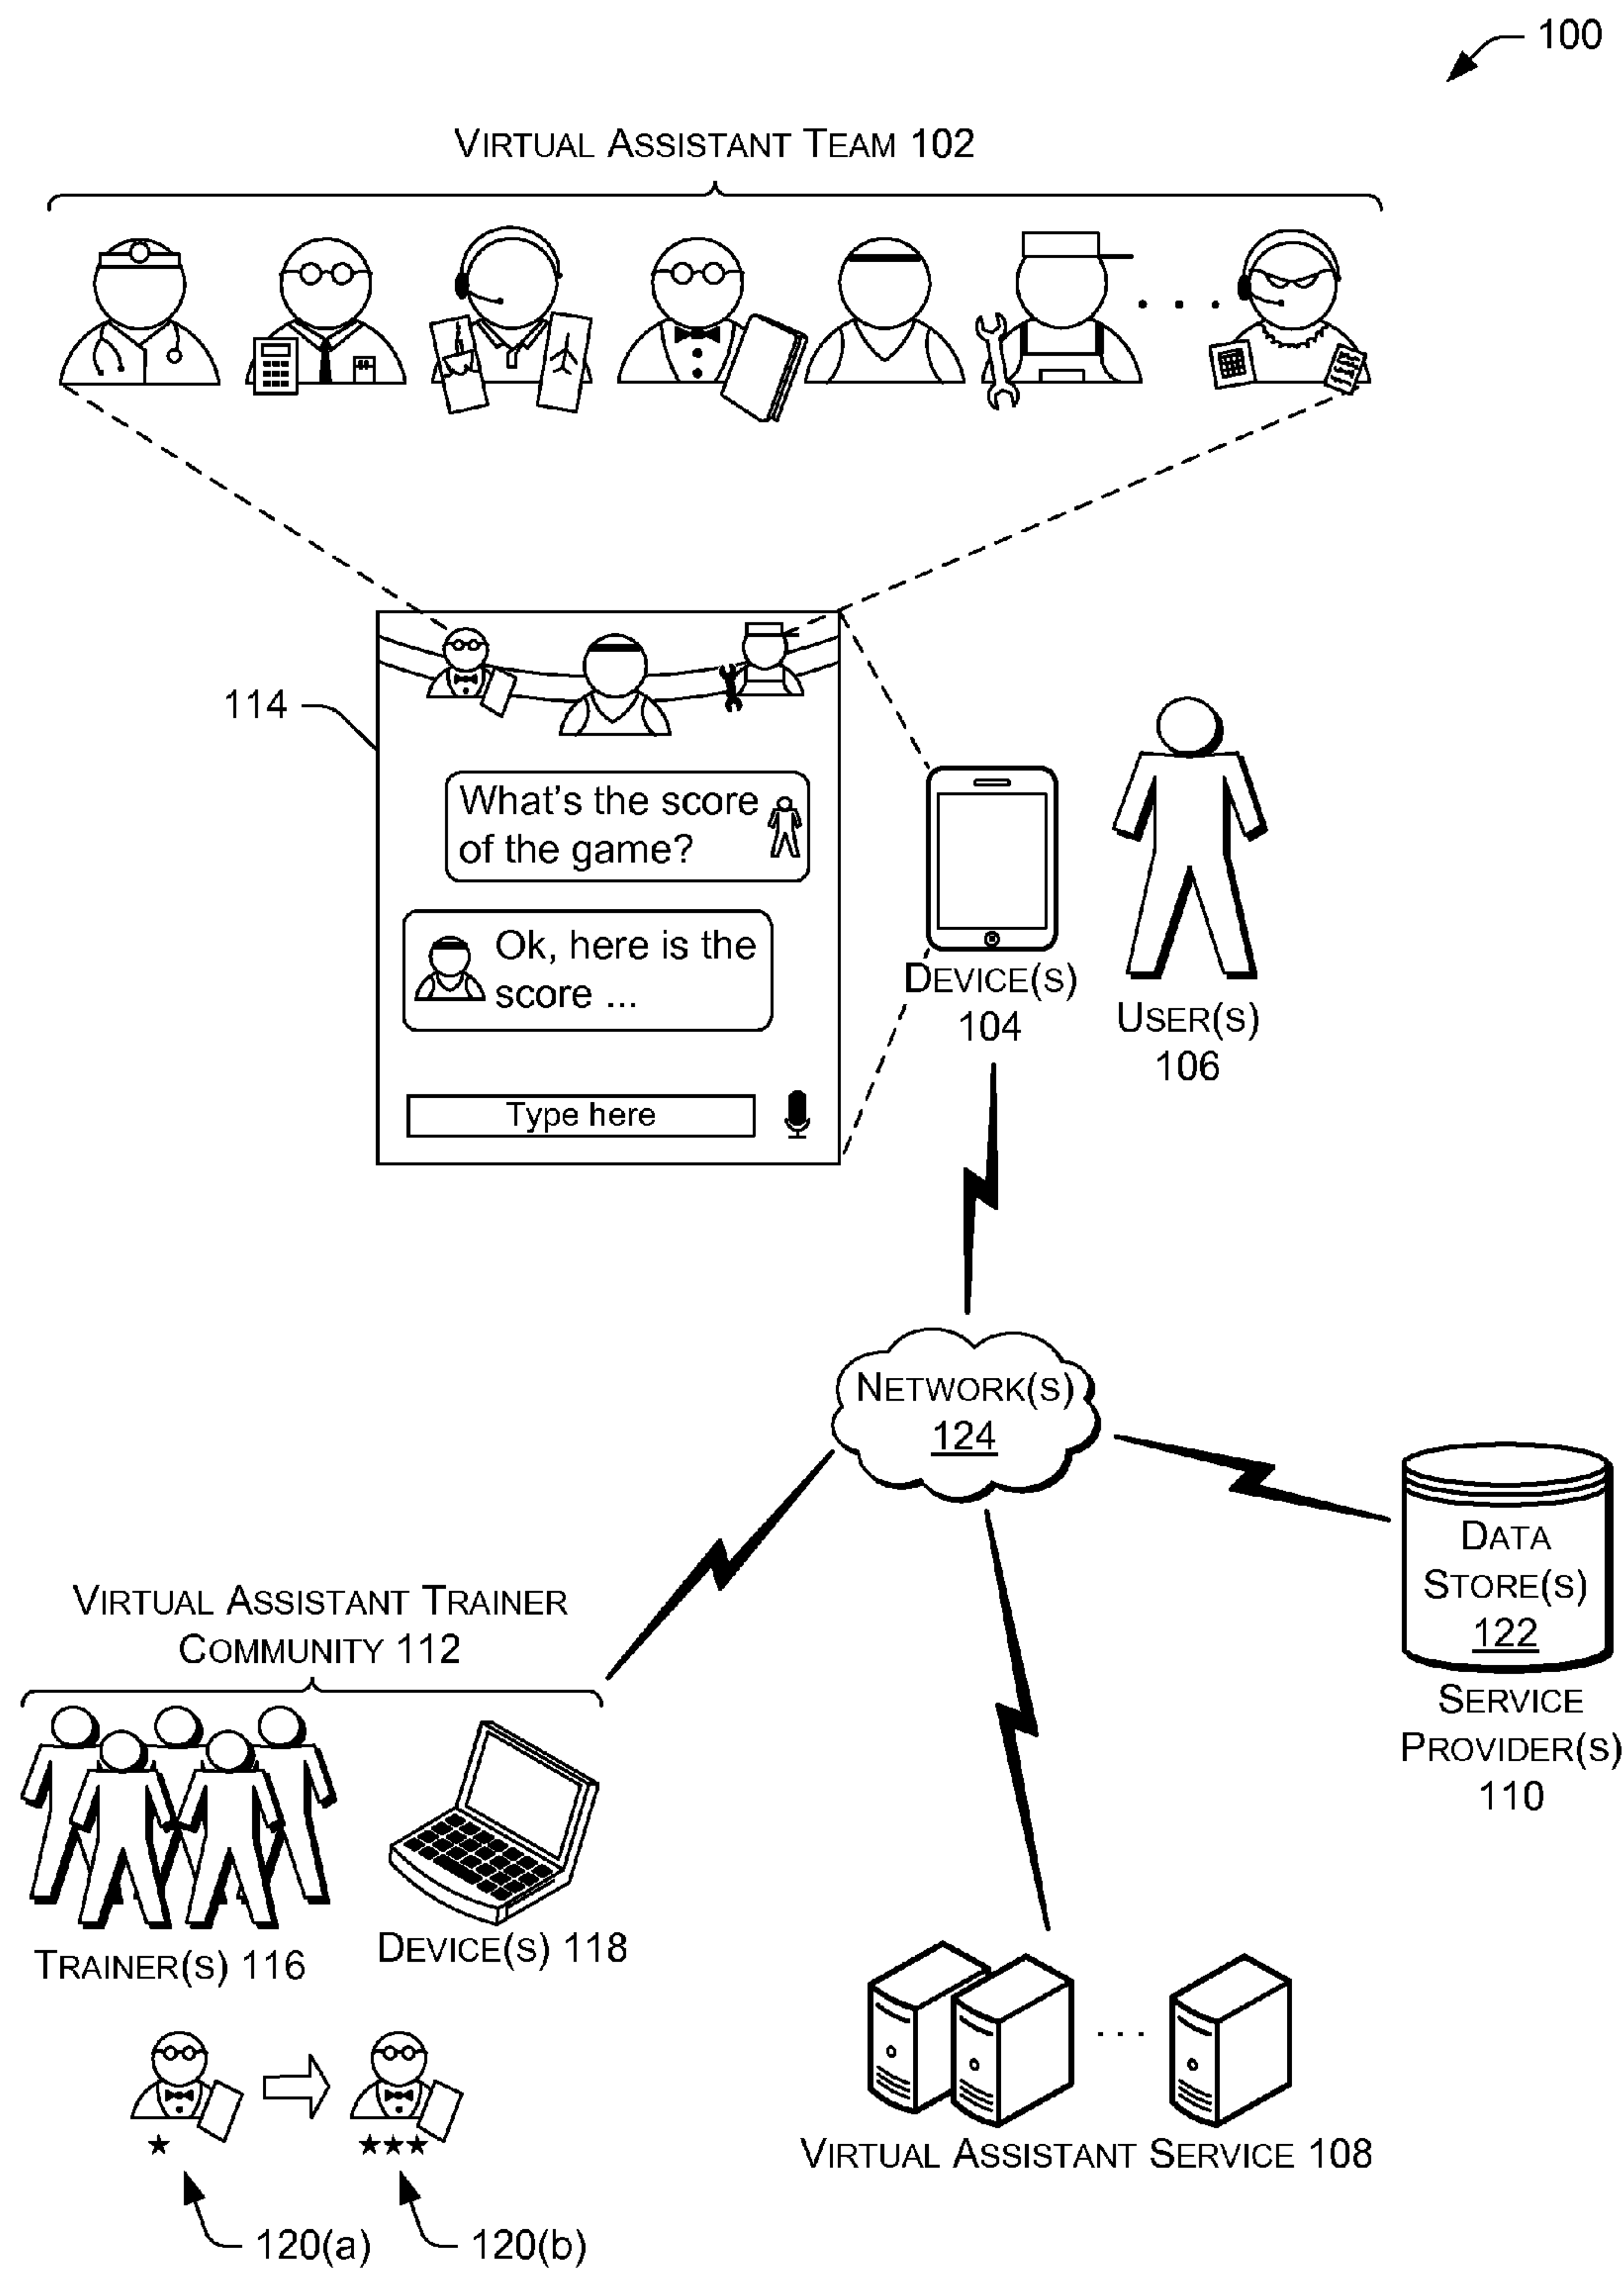 100
VIRTUAL ASSISTANT TEAM 102
114
What's the score
of the game?
Ok, here is the
score ...
Type here
DEVICE(S)
104
USER(S)
106
NETWORK(S)
124
DATA
STORE(S)
122
SERVICE
PROVIDER(S)
110
VIRTUAL ASSISTANT TRAINER
COMMUNITY 112
TRAINER(S) 116
DEVICE(S) 118
120(a)
120(b)
VIRTUAL ASSISTANT SERVICE 108